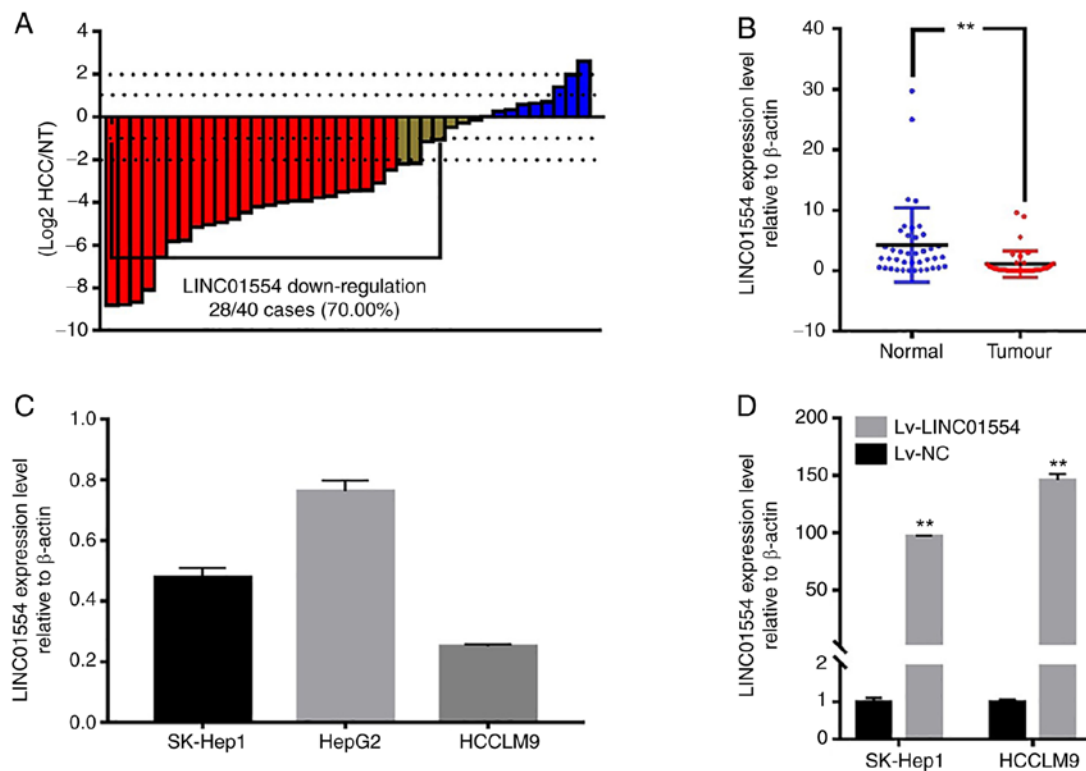 A
(Log2 HCC/NT)
2
0
−2
−4
−6
−8
−10
LINC01554 down-regulation
28/40 cases (70.00%)
B
LINC01554 expression level
relative to β-actin
40
30
20
10
0
−10
**
Normal
Tumour
C
LINC01554 expression level
relative to β-actin
1.0
0.8
0.6
0.4
0.2
0.0
SK-Hep1
HepG2
HCCLM9
D
LINC01554 expression level
relative to β-actin
200
150
100
50
2
1
0
Lv-LINC01554
Lv-NC
**
**
SK-Hep1
HCCLM9